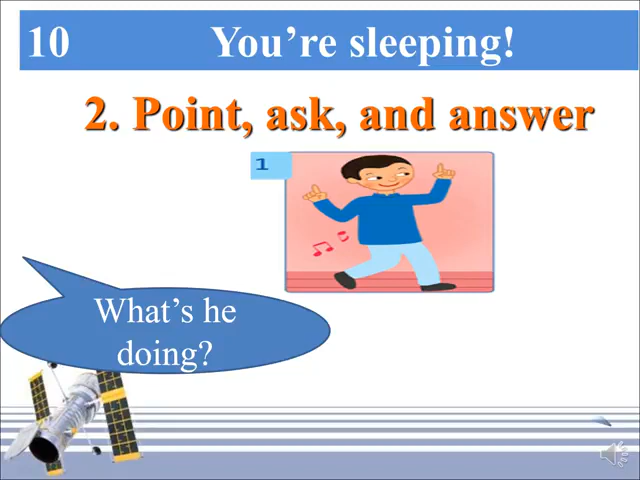 10 You’re sleeping!
2. Point, ask, and answer
1
What’s he
doing?